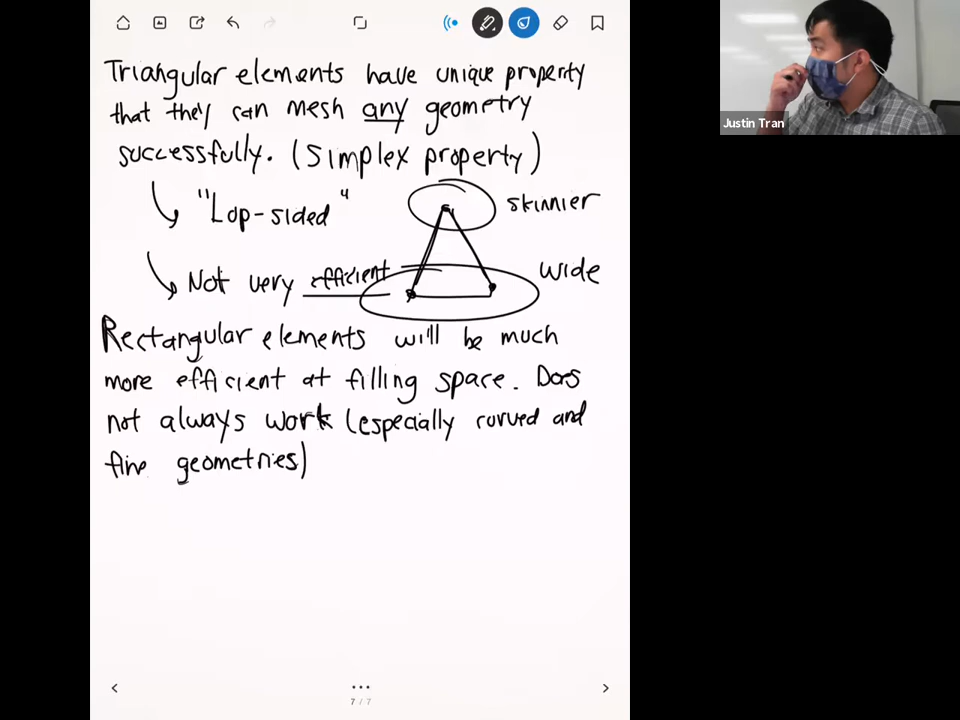 Triangular elements have unique property
that they can mesh any geometry
successfully. (Simplex property)
"Lop-sided"
skinnier
Not very efficient
wide
Rectangular elements will be much
more efficient at filling space. Does
not always work (especially curved and
fine geometries)
7 / 7
Justin Tran